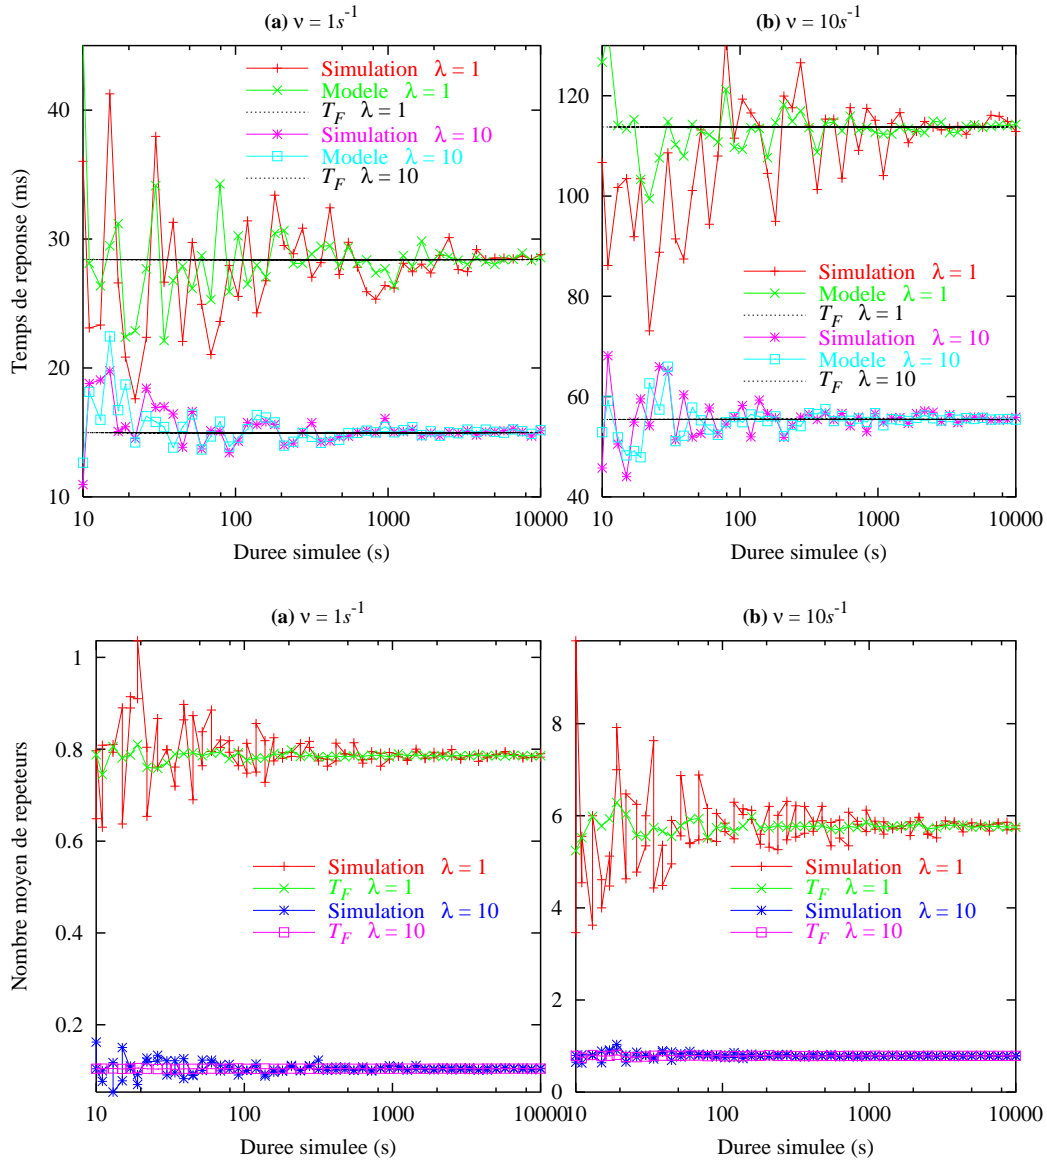 (a) ν = 1s⁻¹
40
30
20
10
Temps de reponse (ms)
Simulation λ = 1
Modele λ = 1
T_F λ = 1
Simulation λ = 10
Modele λ = 10
T_F λ = 10
10 100 1000 10000
Duree simulee (s)
(b) ν = 10s⁻¹
120
100
80
60
40
Simulation λ = 1
Modele λ = 1
T_F λ = 1
Simulation λ = 10
Modele λ = 10
T_F λ = 10
10 100 1000 10000
Duree simulee (s)
(a) ν = 1s⁻¹
1
0.8
0.6
0.4
0.2
Nombre moyen de repeteurs
Simulation λ = 1
T_F λ = 1
Simulation λ = 10
T_F λ = 10
10 100 1000 10000
Duree simulee (s)
(b) ν = 10s⁻¹
8
6
4
2
0
Simulation λ = 1
T_F λ = 1
Simulation λ = 10
T_F λ = 10
10 100 1000 10000
Duree simulee (s)